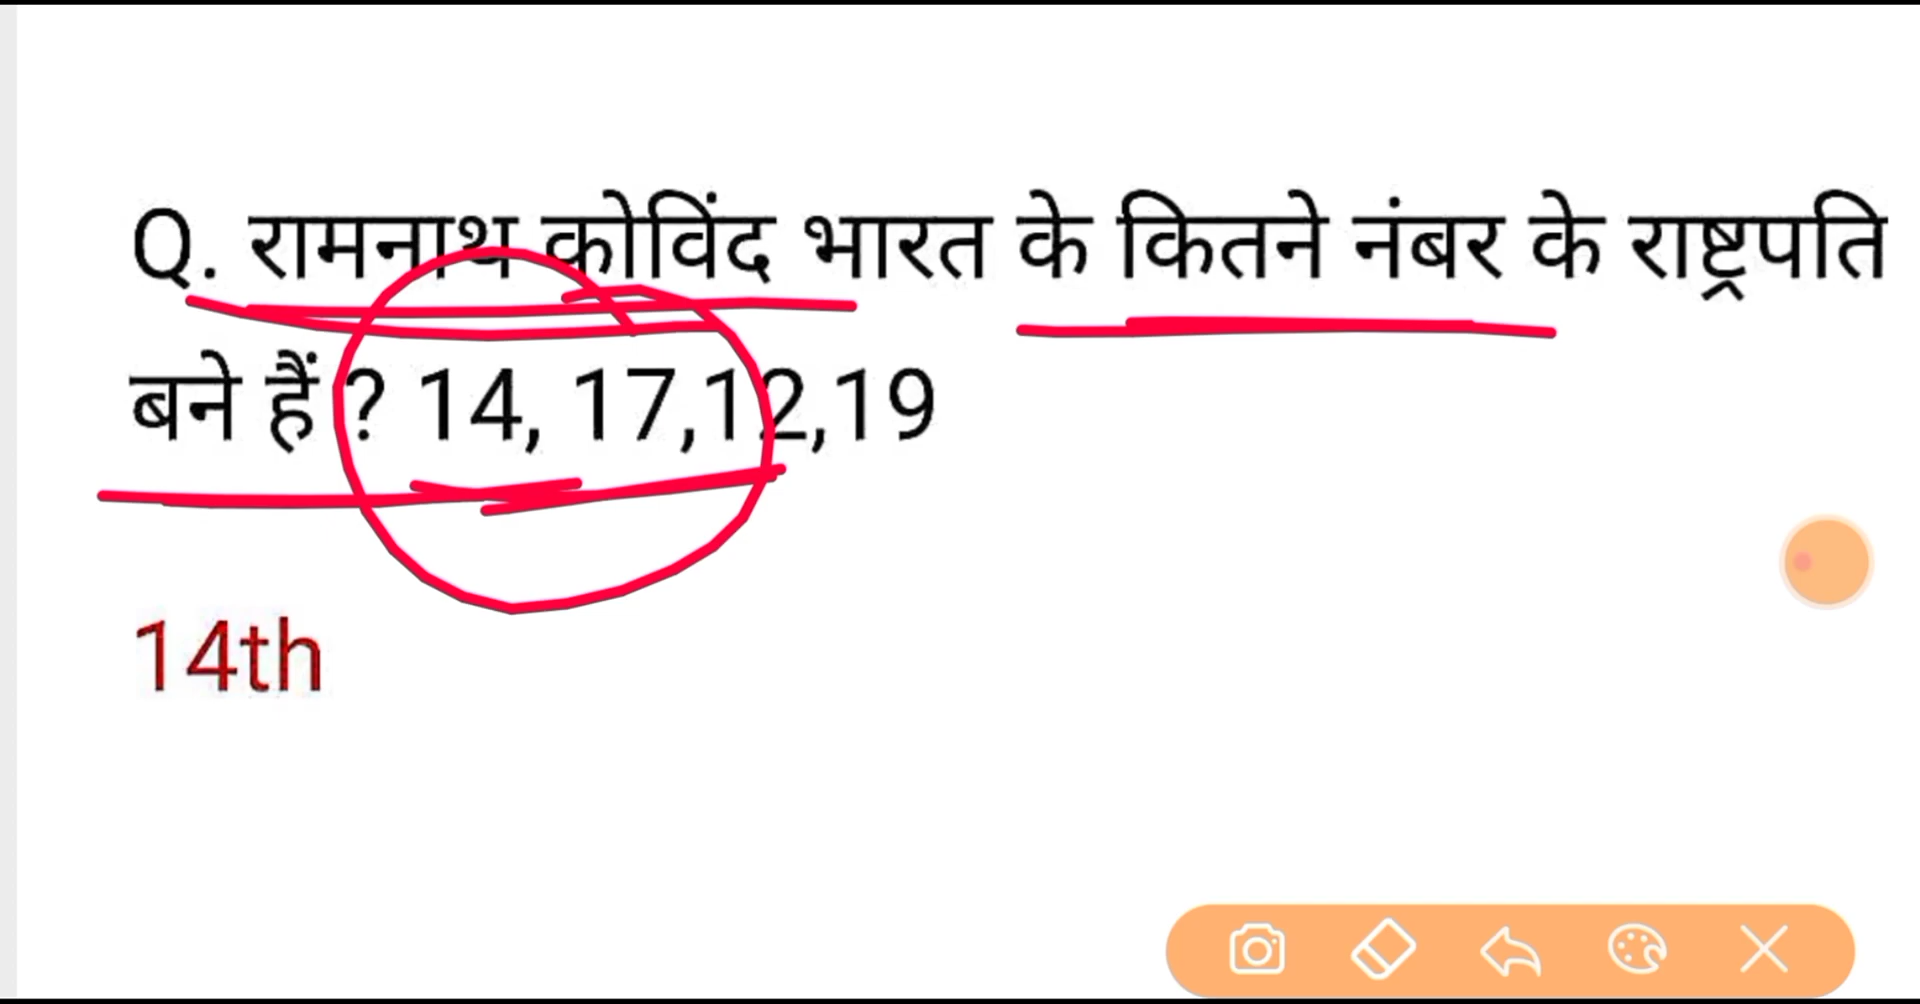 Q. रामनाथ कोविंद भारत के कितने नंबर के राष्ट्रपति
बने हैं ? 14, 17,12,19
14th